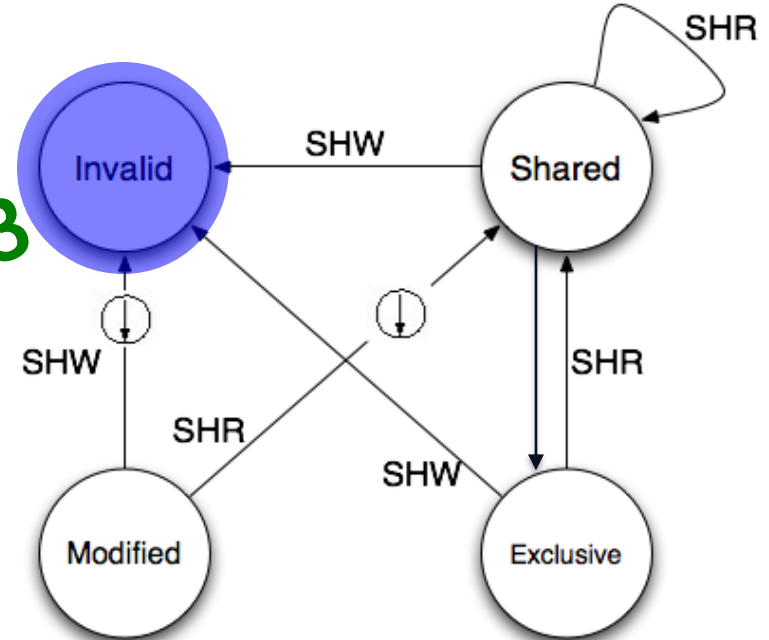 SHR
SHW
Invalid
Shared
B
SHW
SHR
SHR
SHW
Modified
Exclusive